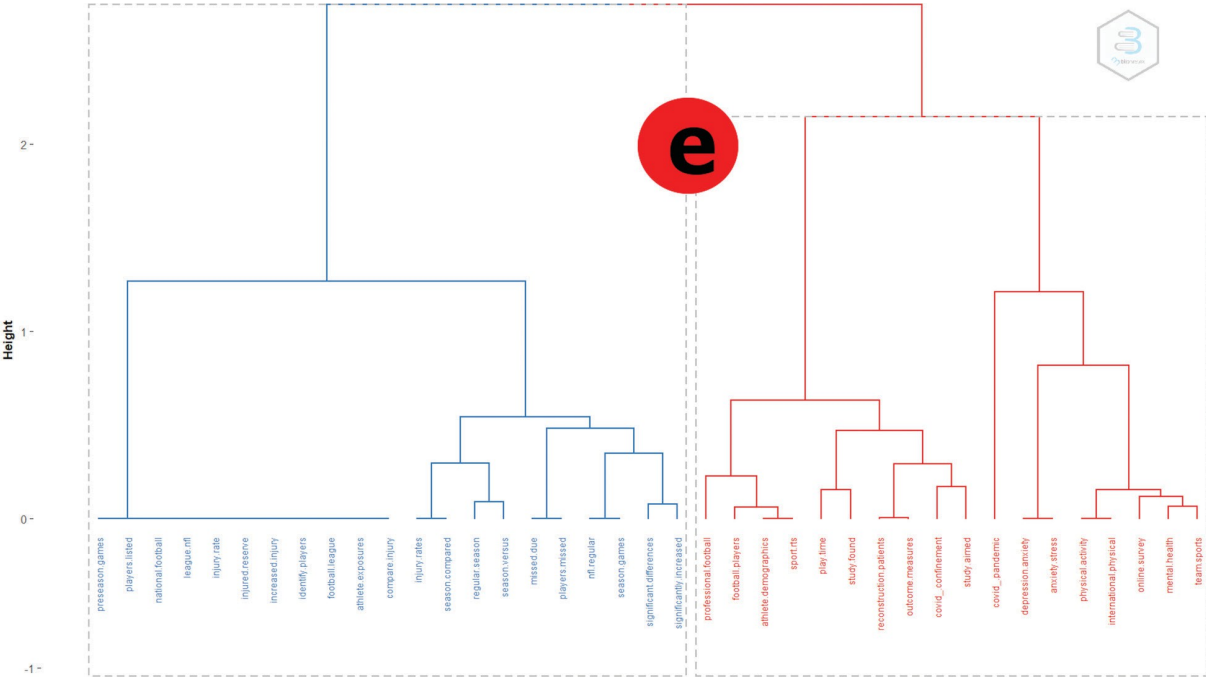 e
Height
2
1
0
-1
preseason.games
players.listed
national.football
league.nfl
injury.rate
injured.reserve
increased.injury
identify.players
football.league
athlete.exposures
compare.injury
injury.rates
season.compared
regular.season
season.versus
missed.due
players.missed
nfl.regular
season.games
significant.differences
significantly.increased
professional.football
football.players
athlete.demographics
sport.rts
play.time
study.found
reconstruction.patients
outcome.measures
covid_.confinement
study.aimed
covid_.pandemic
depression.anxiety
anxiety.stress
physical.activity
international.physical
online.survey
mental.health
team.sports